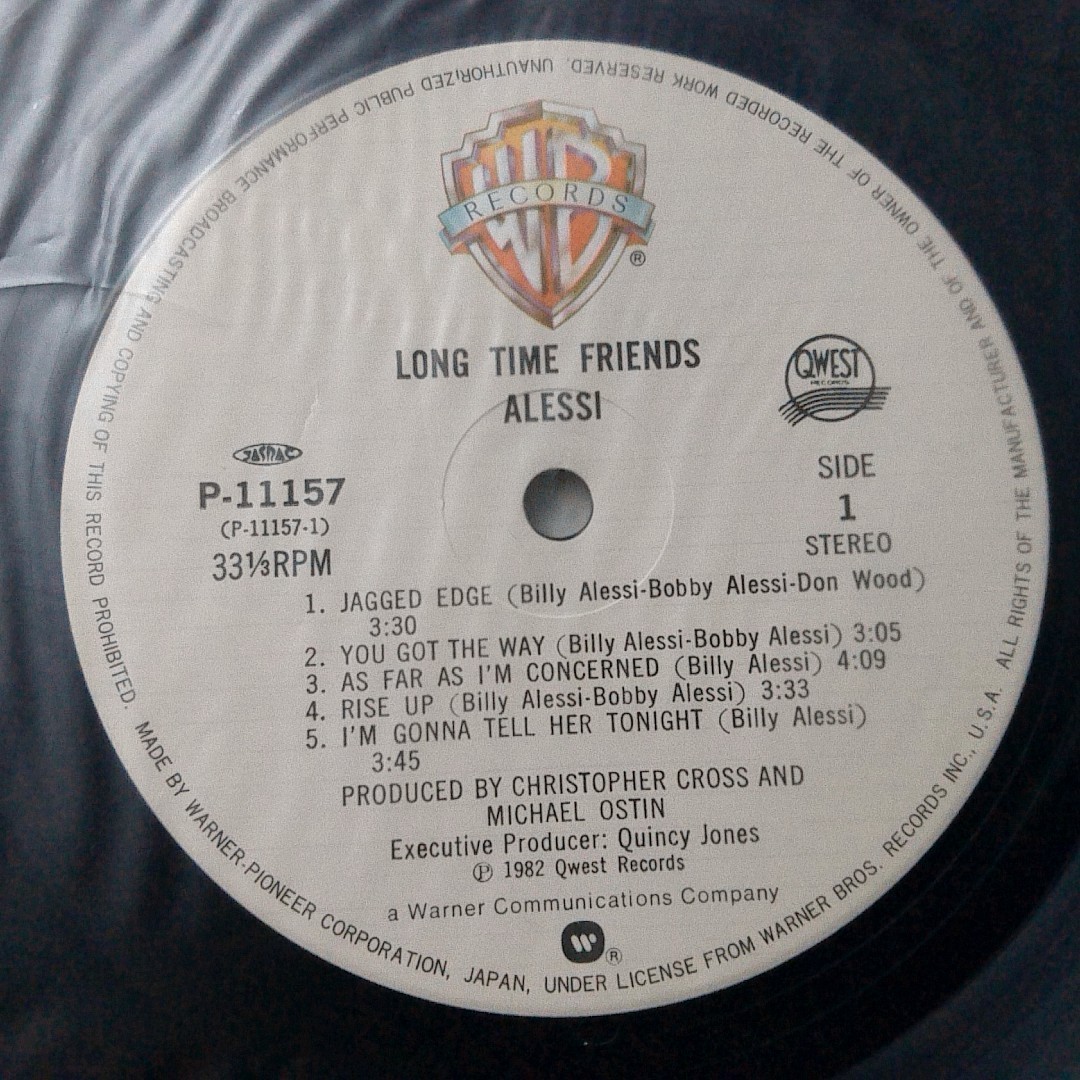 WB
RECORDS
®
LONG TIME FRIENDS
ALESSI
QWEST
RECORDS
JASRAC
P-11157
(P-11157-1)
33⅓RPM
SIDE
1
STEREO
1. JAGGED EDGE (Billy Alessi-Bobby Alessi-Don Wood)
3:30
2. YOU GOT THE WAY (Billy Alessi-Bobby Alessi) 3:05
3. AS FAR AS I'M CONCERNED (Billy Alessi) 4:09
4. RISE UP (Billy Alessi-Bobby Alessi) 3:33
5. I'M GONNA TELL HER TONIGHT (Billy Alessi)
3:45
PRODUCED BY CHRISTOPHER CROSS AND
MICHAEL OSTIN
Executive Producer: Quincy Jones
Ⓟ 1982 Qwest Records
a Warner Communications Company
W®
ALL RIGHTS OF THE MANUFACTURER AND OF THE OWNER OF THE RECORDED WORK RESERVED. UNAUTHORIZED PUBLIC PERFORMANCE BROADCASTING AND COPYING OF THIS RECORD PROHIBITED. MADE BY WARNER-PIONEER CORPORATION, JAPAN, UNDER LICENSE FROM WARNER BROS. RECORDS INC., U.S.A.